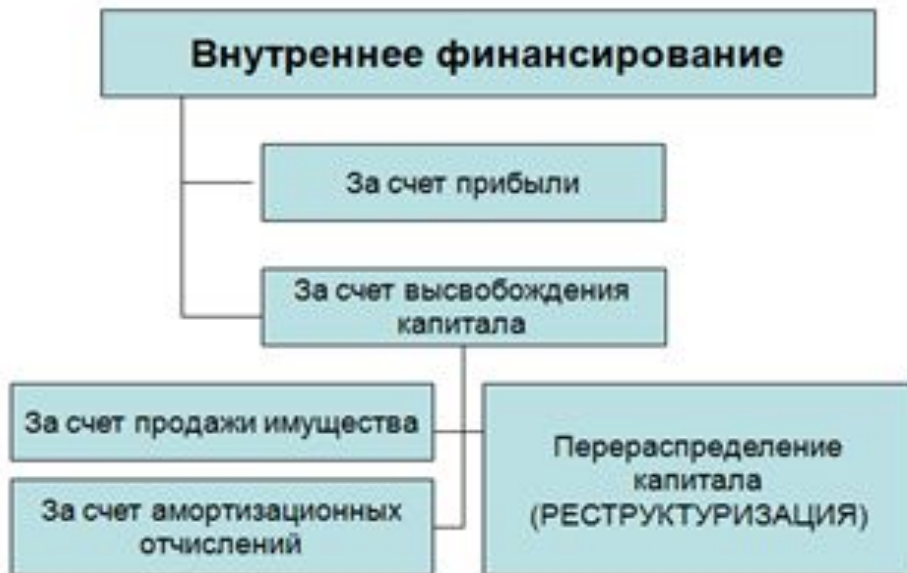 Внутреннее финансирование
За счет прибыли
За счет высвобождения
капитала
За счет продажи имущества
За счет амортизационных
отчислений
Перераспределение
капитала
(РЕСТРУКТУРИЗАЦИЯ)